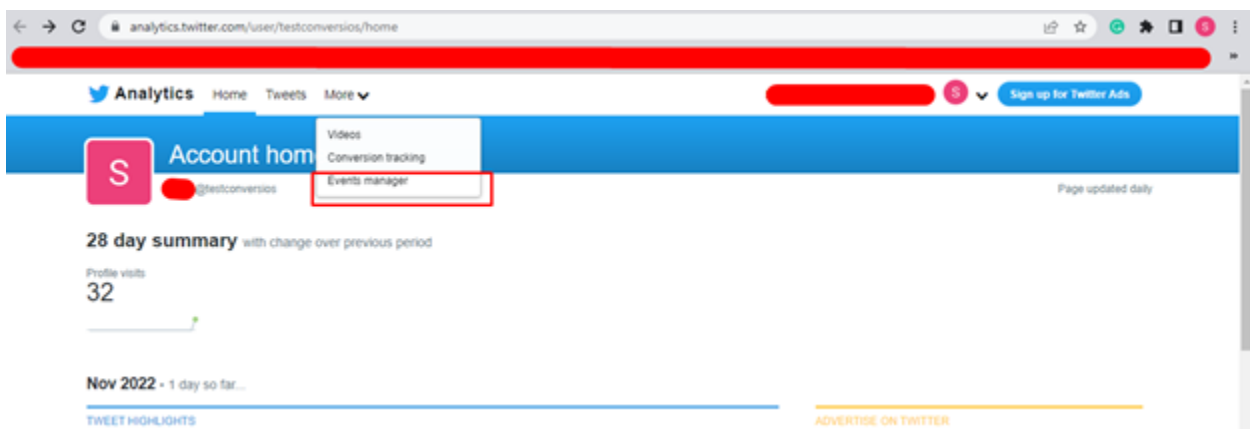 analytics.twitter.com/user/testconversios/home
S
Analytics Home Tweets More
S Sign up for Twitter Ads
Videos
Conversion tracking
Events manager
S Account hom
@testconversios
Page updated daily
28 day summary with change over previous period
Profile visits
32
Nov 2022 • 1 day so far...
TWEET HIGHLIGHTS
ADVERTISE ON TWITTER